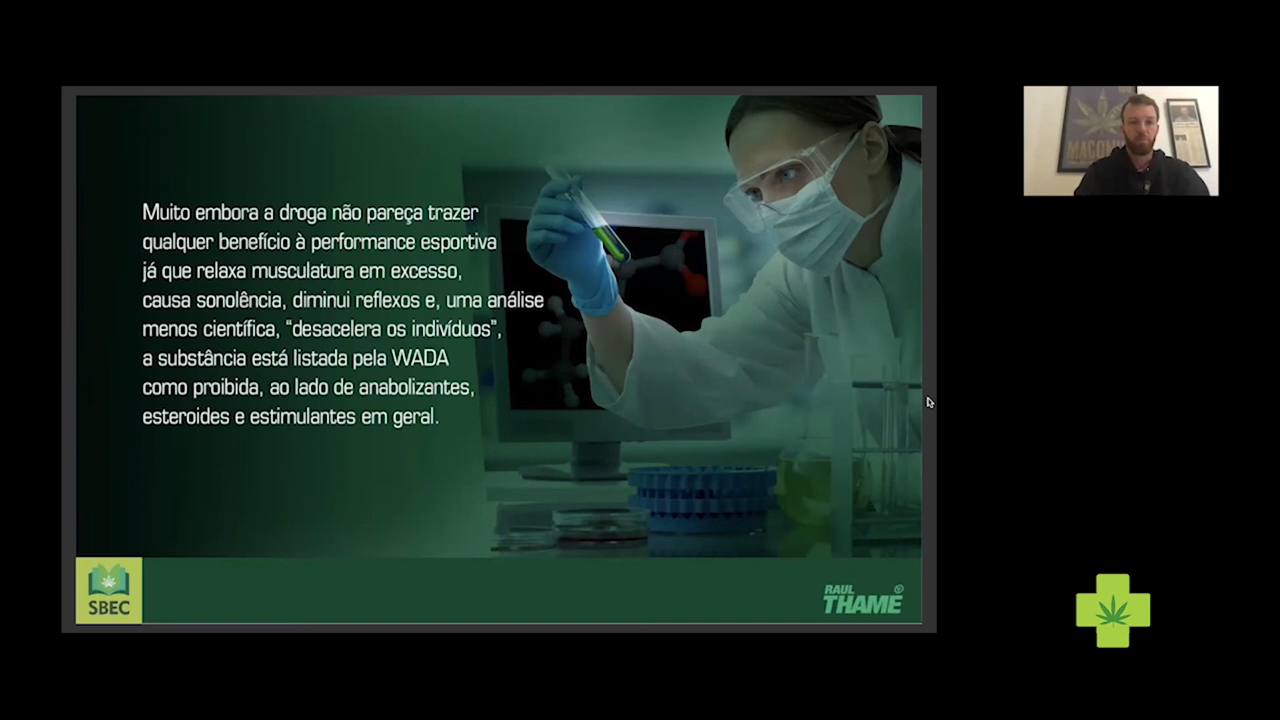 Muito embora a droga não pareça trazer
qualquer benefício à performance esportiva
já que relaxa musculatura em excesso,
causa sonolência, diminui reflexos e, uma análise
menos científica, “desacelera os indivíduos”,
a substância está listada pela WADA
como proibida, ao lado de anabolizantes,
esteroides e estimulantes em geral.
SBEC
RAUL
THAME